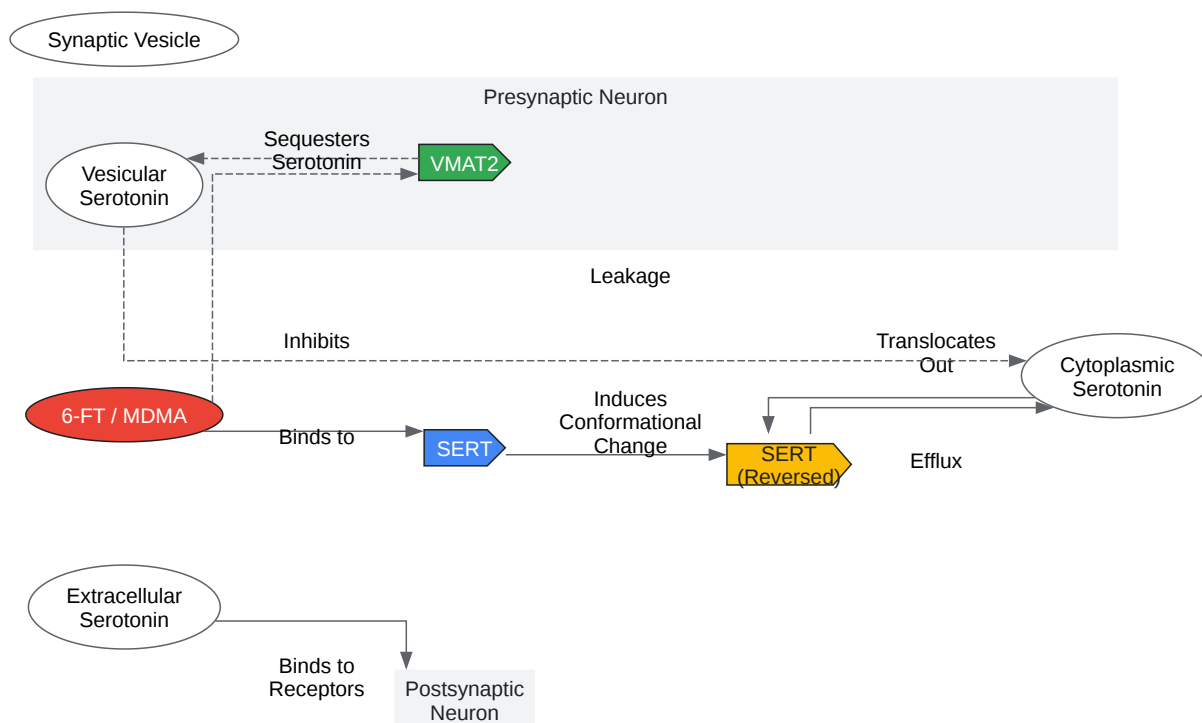 Synaptic Vesicle
Presynaptic Neuron
Sequesters
Serotonin
VMAT2
Vesicular
Serotonin
Leakage
Inhibits
Translocates
Out
Cytoplasmic
Serotonin
6-FT / MDMA
Binds to
SERT
Induces
Conformational
Change
SERT
(Reversed)
Efflux
Extracellular
Serotonin
Binds to
Receptors
Postsynaptic
Neuron